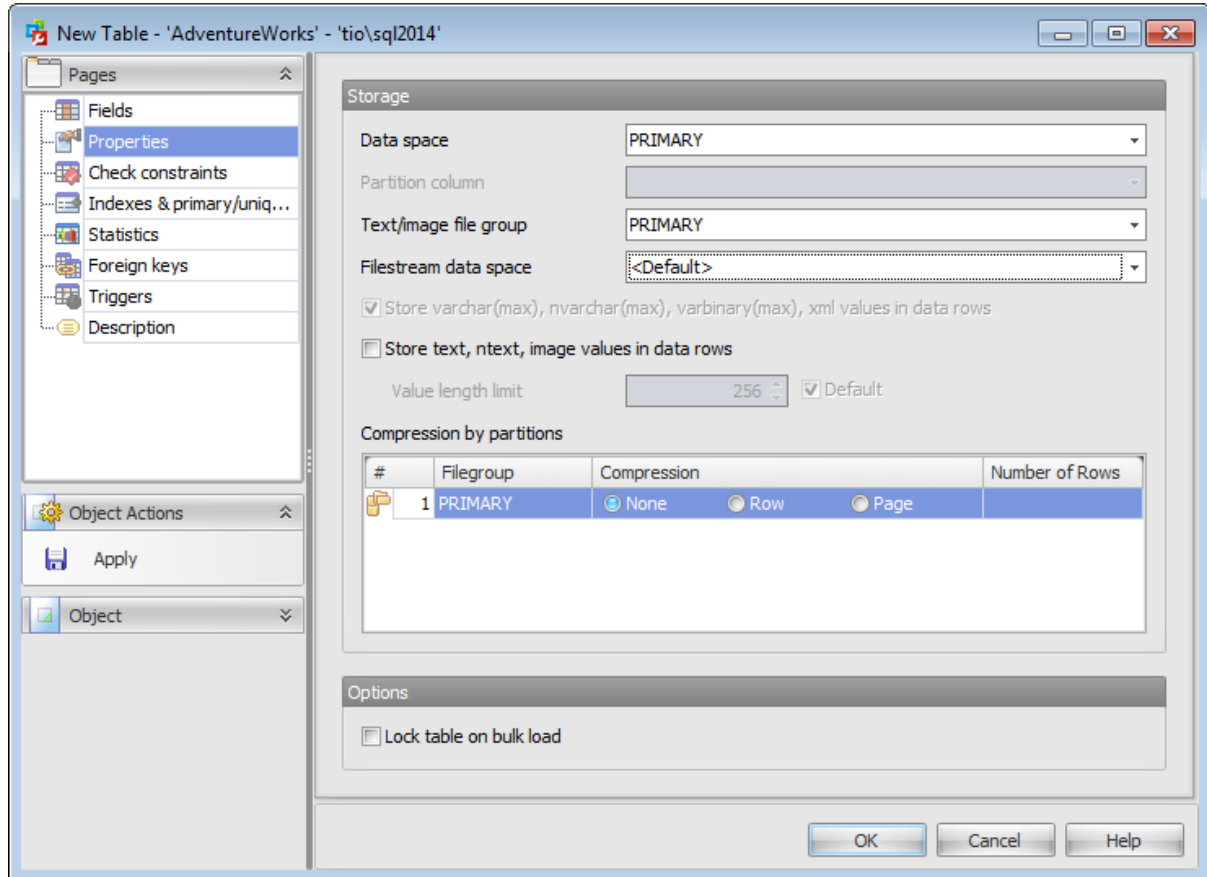 New Table - 'AdventureWorks' - 'tio\sql2014'
Pages
Fields
Properties
Check constraints
Indexes & primary/uniq...
Statistics
Foreign keys
Triggers
Description
Object Actions
Apply
Object
Storage
Data space PRIMARY
Partition column
Text/image file group PRIMARY
Filestream data space <Default>
Store varchar(max), nvarchar(max), varbinary(max), xml values in data rows
Store text, ntext, image values in data rows
Value length limit 256 Default
Compression by partitions
# Filegroup Compression Number of Rows
1 PRIMARY None Row Page
Options
Lock table on bulk load
OK Cancel Help